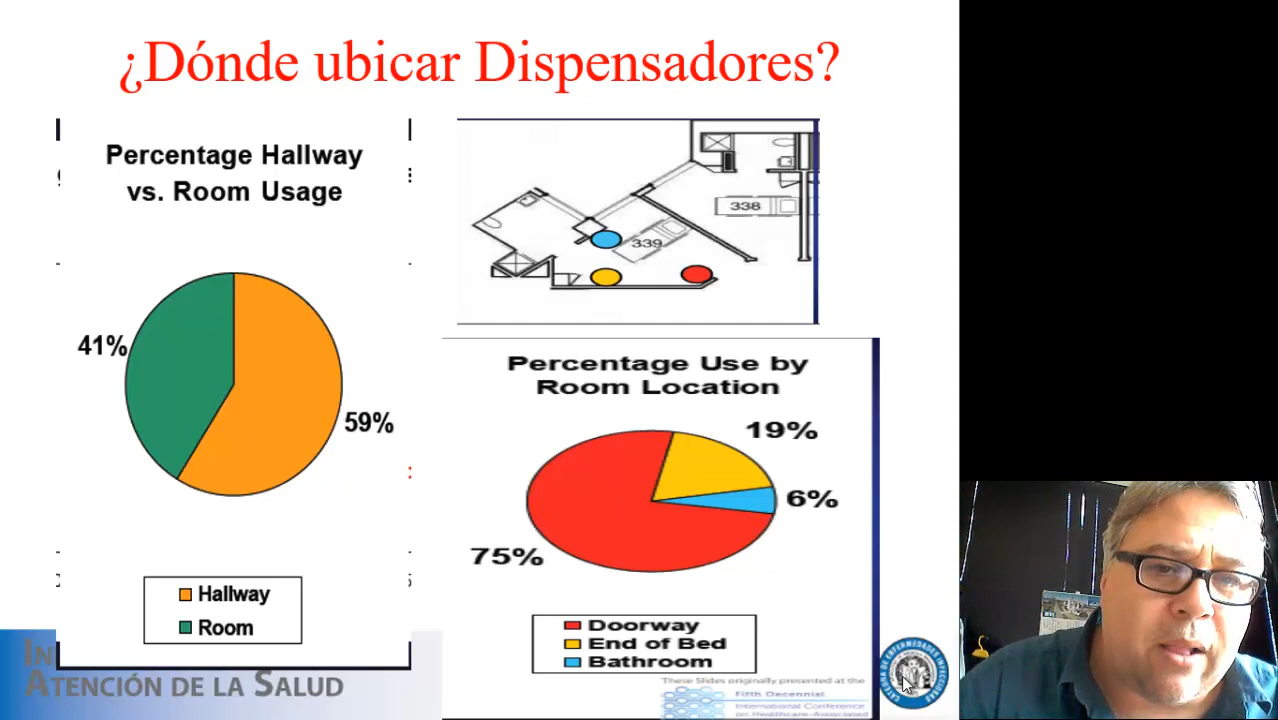 ¿Dónde ubicar Dispensadores?
Percentage Hallway
vs. Room Usage
41%
59%
Hallway
Room
338
339
Percentage Use by
Room Location
19%
6%
75%
Doorway
End of Bed
Bathroom
These Slides originally presented at the
Fifth Decennial
International Conference
on Healthcare-Associated
ATENCIÓN DE LA SALUD